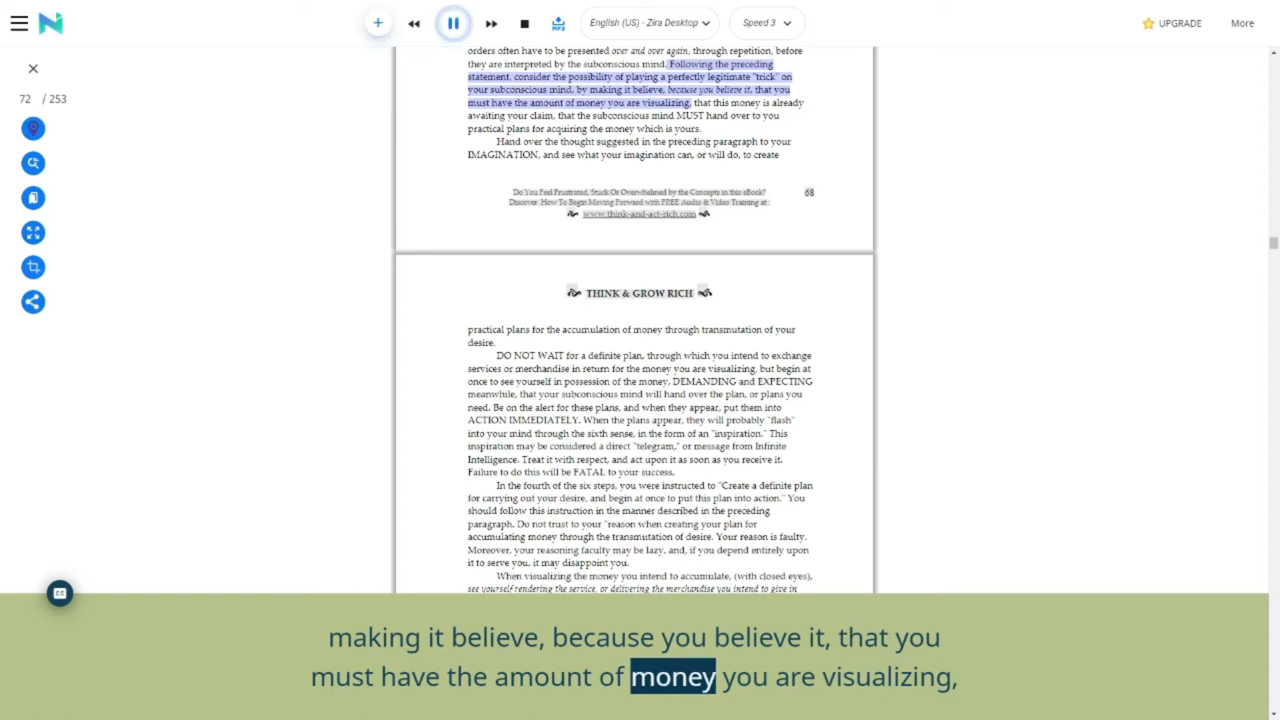 English (US) - Zira Desktop
Speed 3
UPGRADE
More
72 / 253
orders often have to be presented over and over again, through repetition, before
they are interpreted by the subconscious mind. Following the preceding
statement, consider the possibility of playing a perfectly legitimate "trick" on
your subconscious mind, by making it believe, because you believe it, that you
must have the amount of money you are visualizing, that this money is already
awaiting your claim, that the subconscious mind MUST hand over to you
practical plans for acquiring the money which is yours.
Hand over the thought suggested in the preceding paragraph to your
IMAGINATION, and see what your imagination can, or will do, to create
Do You Feel Frustrated, Stuck Or Overwhelmed by the Concepts in this eBook?
68
Discover: How To Begin Moving Forward with FREE Audio & Video Training at:
www.think-and-act-rich.com
THINK & GROW RICH
practical plans for the accumulation of money through transmutation of your
desire.
DO NOT WAIT for a definite plan, through which you intend to exchange
services or merchandise in return for the money you are visualizing, but begin at
once to see yourself in possession of the money, DEMANDING and EXPECTING
meanwhile, that your subconscious mind will hand over the plan, or plans you
need. Be on the alert for these plans, and when they appear, put them into
ACTION IMMEDIATELY. When the plans appear, they will probably "flash"
into your mind through the sixth sense, in the form of an "inspiration." This
inspiration may be considered a direct "telegram," or message from Infinite
Intelligence. Treat it with respect, and act upon it as soon as you receive it.
Failure to do this will be FATAL to your success.
In the fourth of the six steps, you were instructed to "Create a definite plan
for carrying out your desire, and begin at once to put this plan into action." You
should follow this instruction in the manner described in the preceding
paragraph. Do not trust to your "reason when creating your plan for
accumulating money through the transmutation of desire. Your reason is faulty.
Moreover, your reasoning faculty may be lazy, and, if you depend entirely upon
it to serve you, it may disappoint you.
When visualizing the money you intend to accumulate, (with closed eyes),
see yourself rendering the service, or delivering the merchandise you intend to give in
CC
making it believe, because you believe it, that you
must have the amount of money you are visualizing,